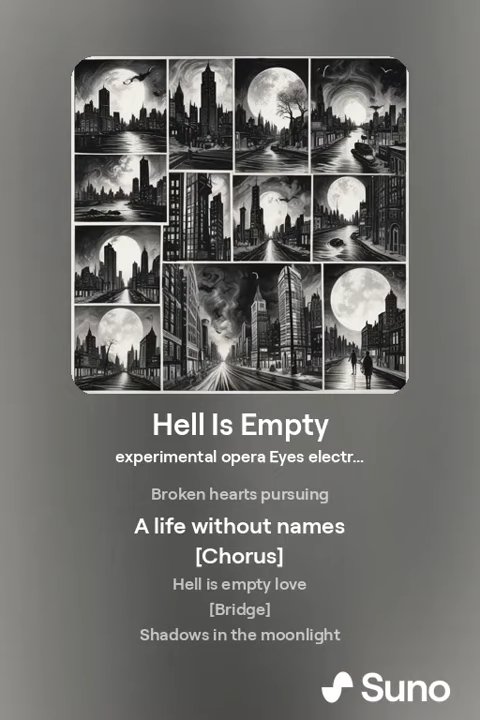 Hell Is Empty
experimental opera Eyes electr...
Broken hearts pursuing
A life without names
[Chorus]
Hell is empty love
[Bridge]
Shadows in the moonlight
Suno